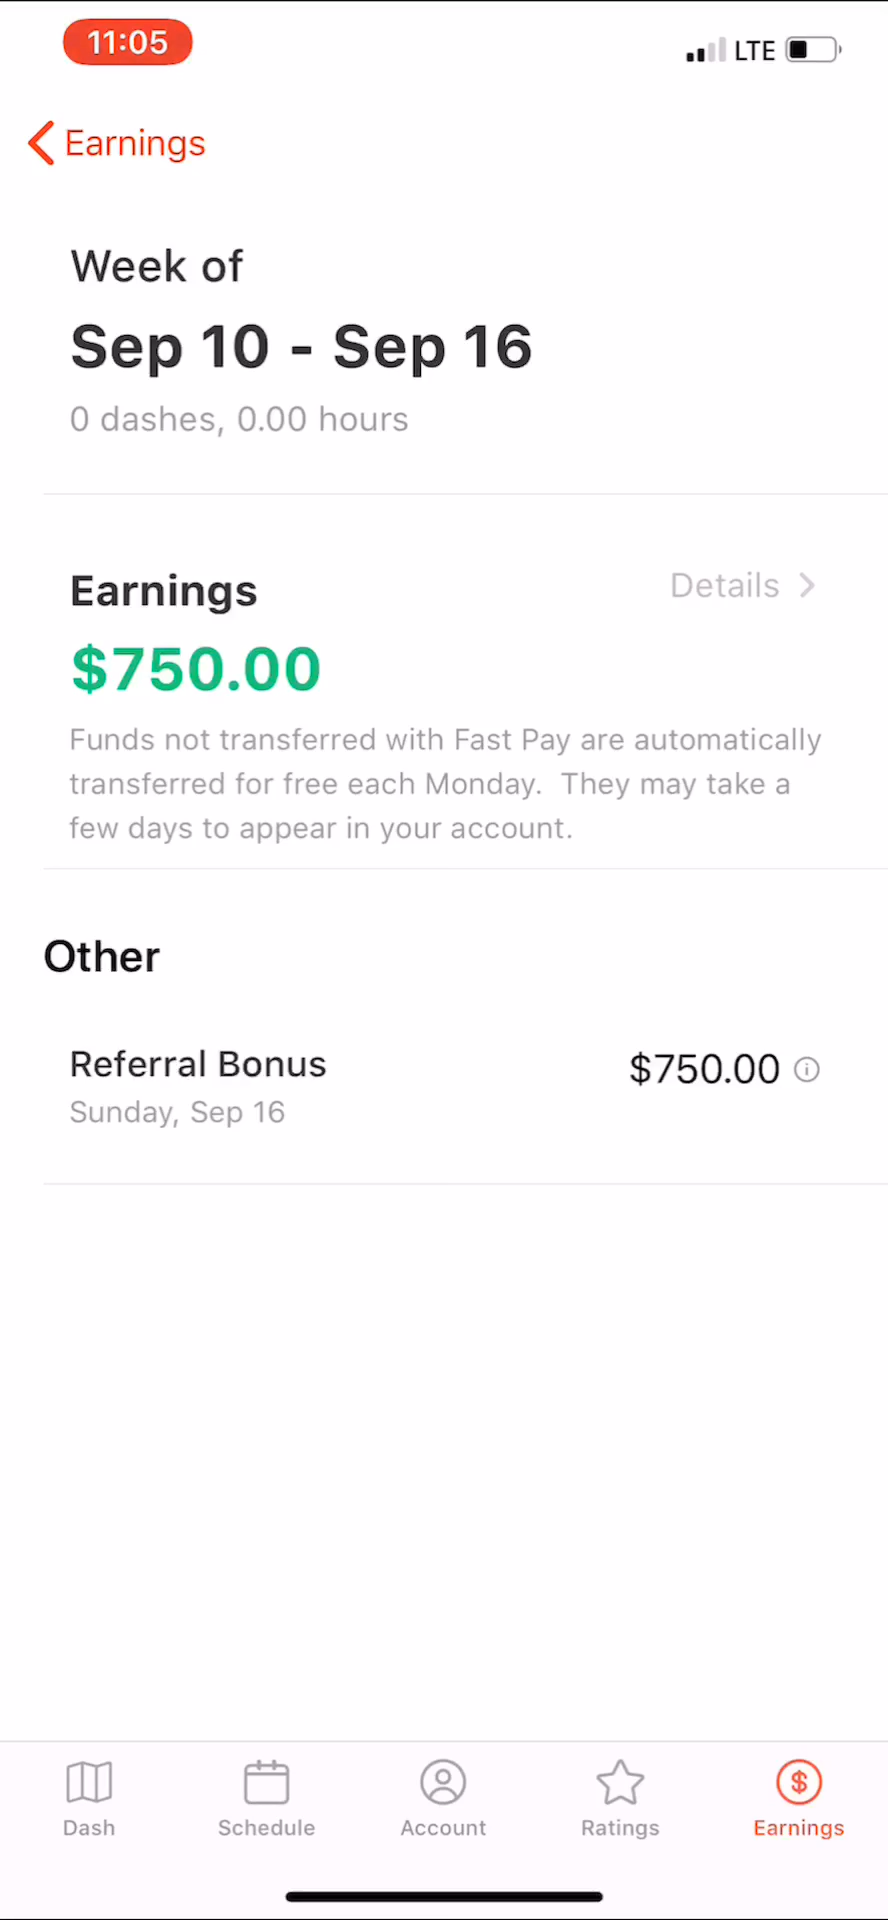 11:05
LTE
Earnings
Week of
Sep 10 - Sep 16
0 dashes, 0.00 hours
Earnings
Details
$750.00
Funds not transferred with Fast Pay are automatically
transferred for free each Monday.  They may take a
few days to appear in your account.
Other
Referral Bonus
$750.00
Sunday, Sep 16
Dash
Schedule
Account
Ratings
Earnings